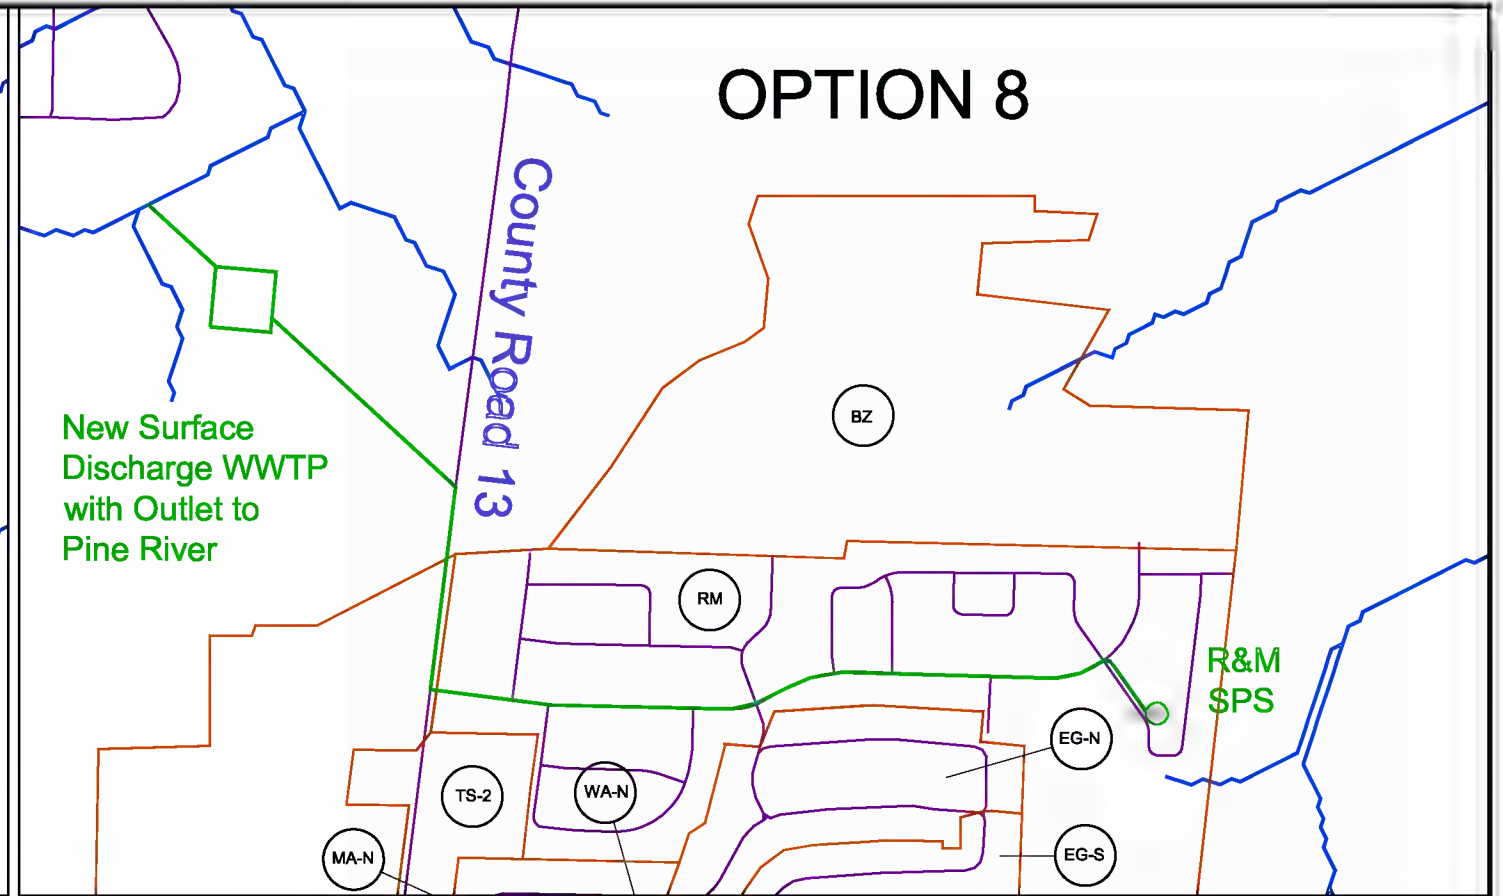 OPTION 8
County Road 13
BZ
New Surface
Discharge WWTP
with Outlet to
Pine River
RM
R&M
SPS
EG-N
TS-2
WA-N
MA-N
EG-S